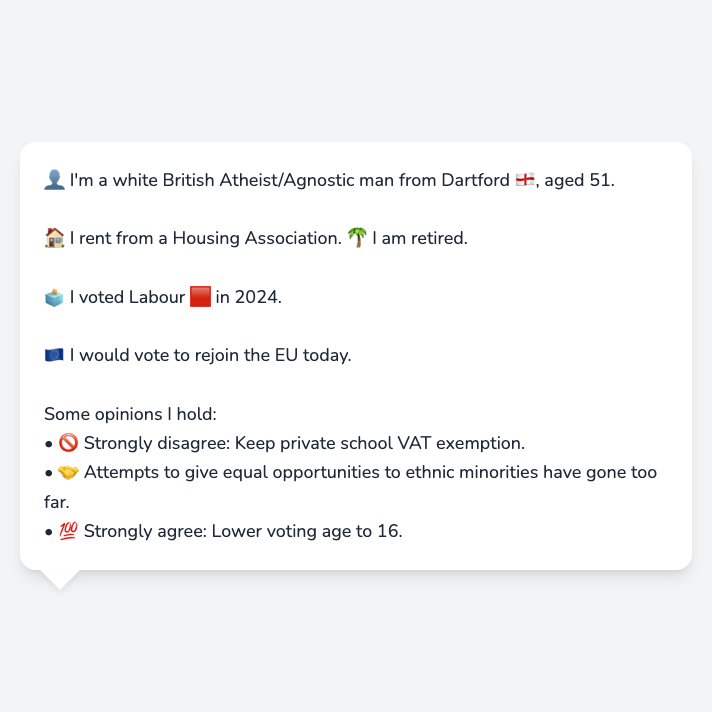 👤 I'm a white British Atheist/Agnostic man from Dartford 🏴󠁧󠁢󠁥󠁮󠁧󠁿, aged 51.
🏠 I rent from a Housing Association. 🌴 I am retired.
🗳️ I voted Labour 🟥 in 2024.
🇪🇺 I would vote to rejoin the EU today.
Some opinions I hold:
• 🚫 Strongly disagree: Keep private school VAT exemption.
• 🤝 Attempts to give equal opportunities to ethnic minorities have gone too
far.
• 💯 Strongly agree: Lower voting age to 16.